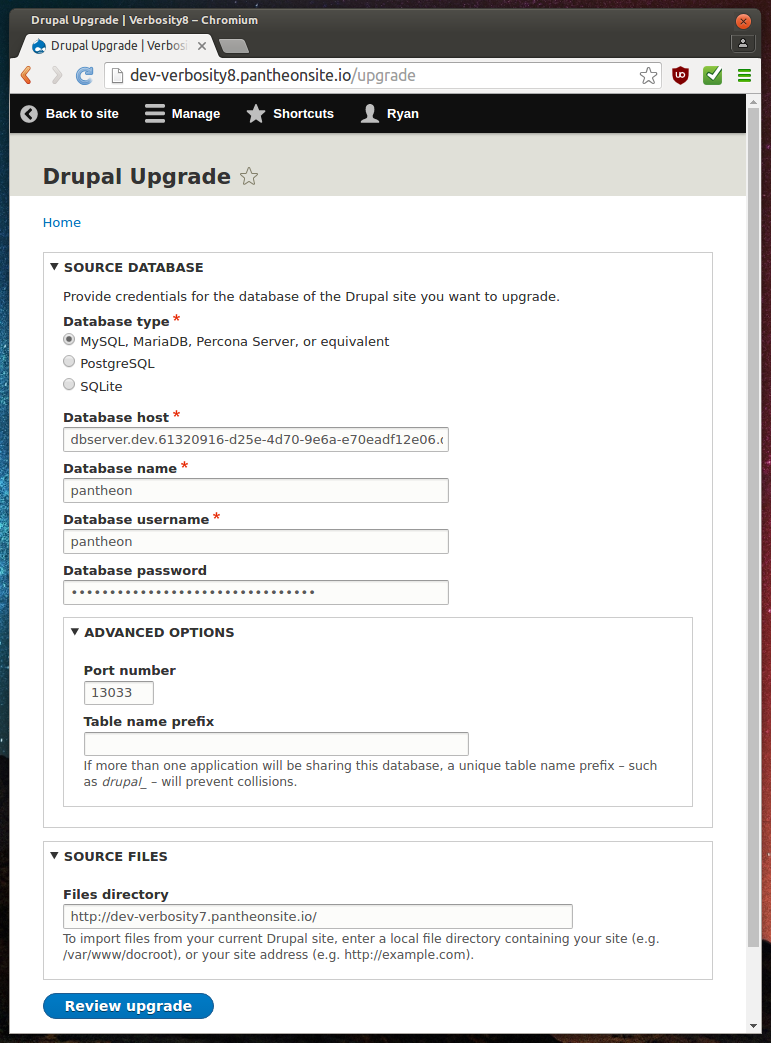 Drupal Upgrade | Verbosity8 – Chromium
Drupal Upgrade | Verbosi
dev-verbosity8.pantheonsite.io/upgrade
Back to site Manage Shortcuts Ryan
Drupal Upgrade
Home
SOURCE DATABASE
Provide credentials for the database of the Drupal site you want to upgrade.
Database type *
MySQL, MariaDB, Percona Server, or equivalent
PostgreSQL
SQLite
Database host *
dbserver.dev.61320916-d25e-4d70-9e6a-e70eadf12e06.
Database name *
pantheon
Database username *
pantheon
Database password
••••••••••••••••••••••••••••••••
ADVANCED OPTIONS
Port number
13033
Table name prefix
If more than one application will be sharing this database, a unique table name prefix – such
as drupal_ – will prevent collisions.
SOURCE FILES
Files directory
http://dev-verbosity7.pantheonsite.io/
To import files from your current Drupal site, enter a local file directory containing your site (e.g.
/var/www/docroot), or your site address (e.g. http://example.com).
Review upgrade